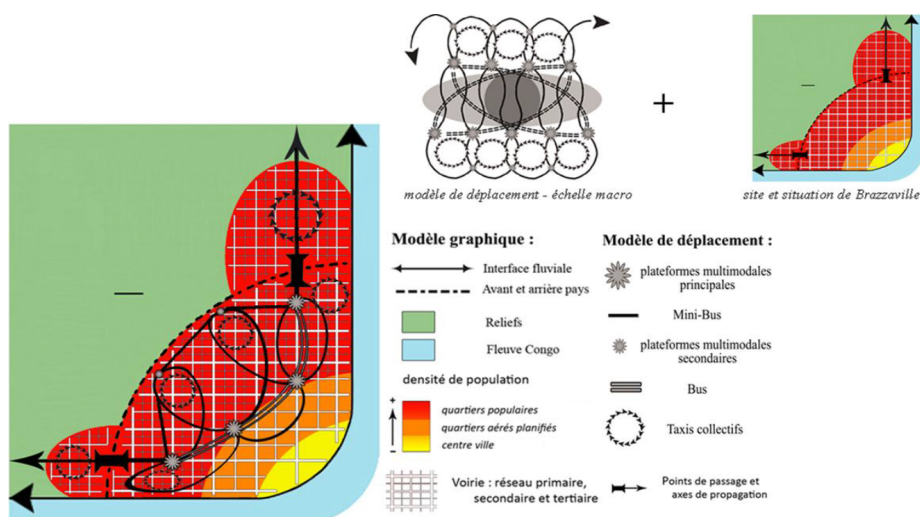 modèle de déplacement - échelle macro
+
site et situation de Brazzaville
Modèle graphique :
Interface fluviale
Avant et arrière pays
Reliefs
Fleuve Congo
densité de population
+
quartiers populaires
quartiers aérés planifiés
-
centre ville
Voirie : réseau primaire,
secondaire et tertiaire
Modèle de déplacement :
plateformes multimodales
principales
Mini-Bus
plateformes multimodales
secondaires
Bus
Taxis collectifs
Points de passage et
axes de propagation